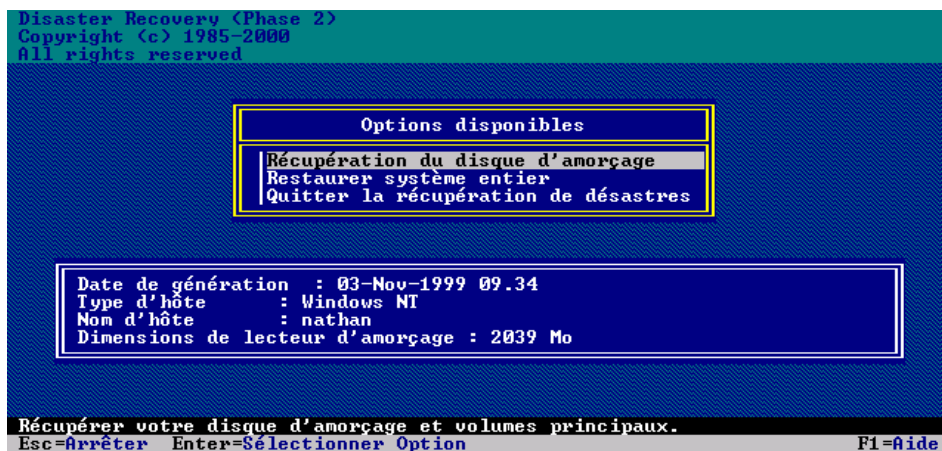 Disaster Recovery (Phase 2)
Copyright (c) 1985-2000
All rights reserved
Options disponibles
Récupération du disque d'amorçage
Restaurer système entier
Quitter la récupération de désastres
Date de génération : 03-Nov-1999 09.34
Type d'hôte : Windows NT
Nom d'hôte : nathan
Dimensions de lecteur d'amorçage : 2039 Mo
Récupérer votre disque d'amorçage et volumes principaux.
Esc=Arrêter Enter=Sélectionner Option F1=Aide